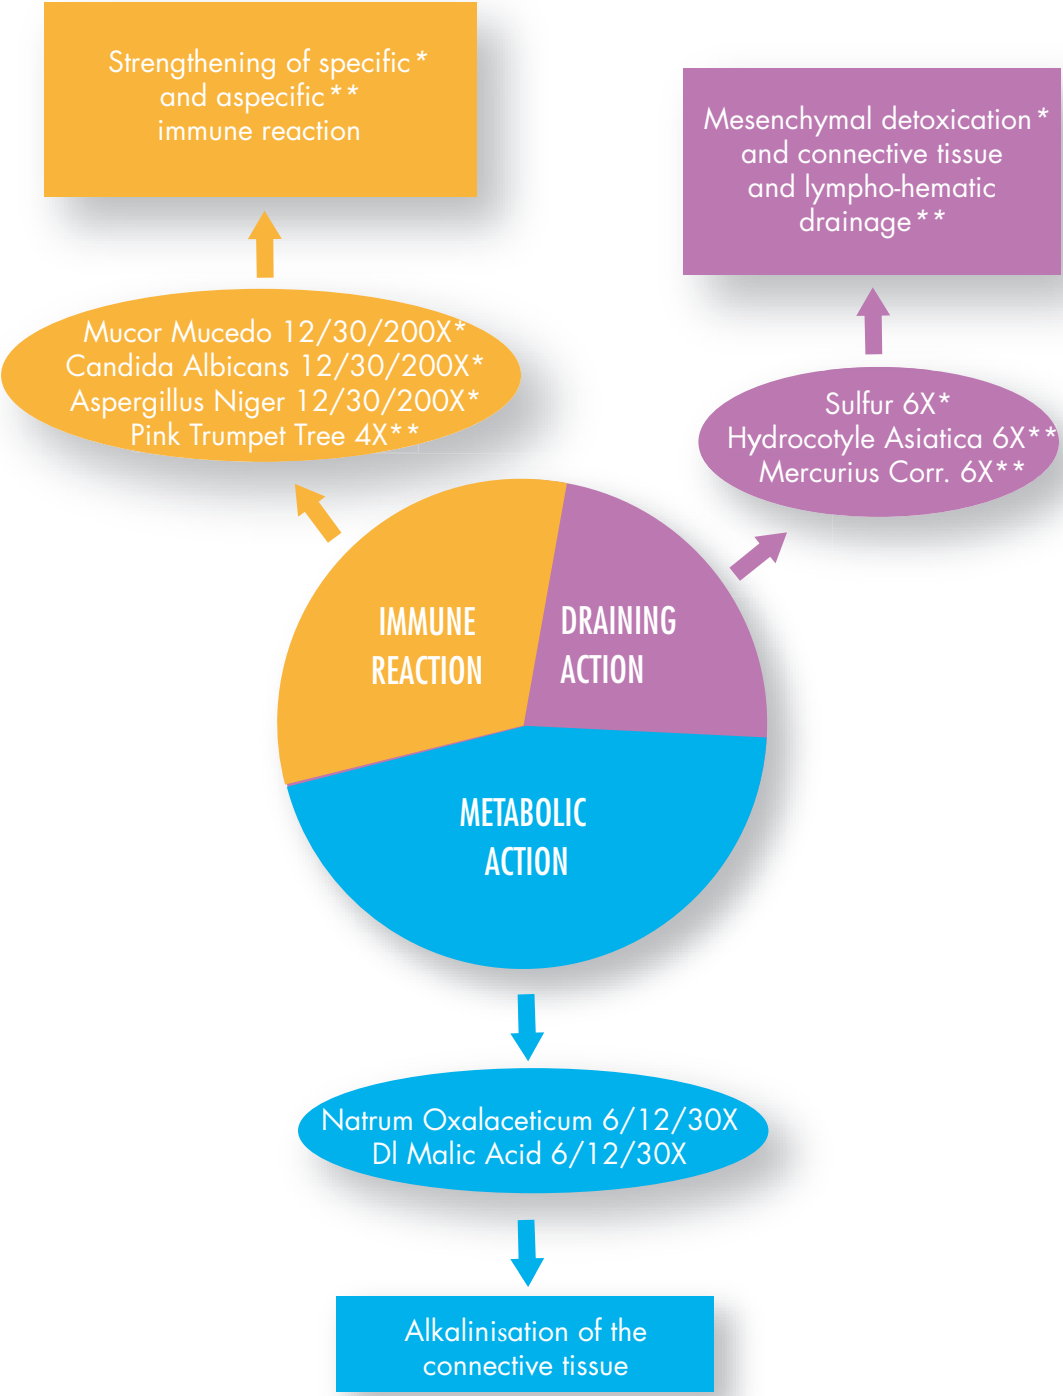 Strengthening of specific*
and aspecific**
immune reaction
Mesenchymal detoxication*
and connective tissue
and lympho-hematic
drainage**
Mucor Mucedo 12/30/200X*
Candida Albicans 12/30/200X*
Aspergillus Niger 12/30/200X*
Pink Trumpet Tree 4X**
Sulfur 6X*
Hydrocotyle Asiatica 6X**
Mercurius Corr. 6X**
IMMUNE
REACTION
DRAINING
ACTION
METABOLIC
ACTION
Natrum Oxalaceticum 6/12/30X
Dl Malic Acid 6/12/30X
Alkalinisation of the
connective tissue